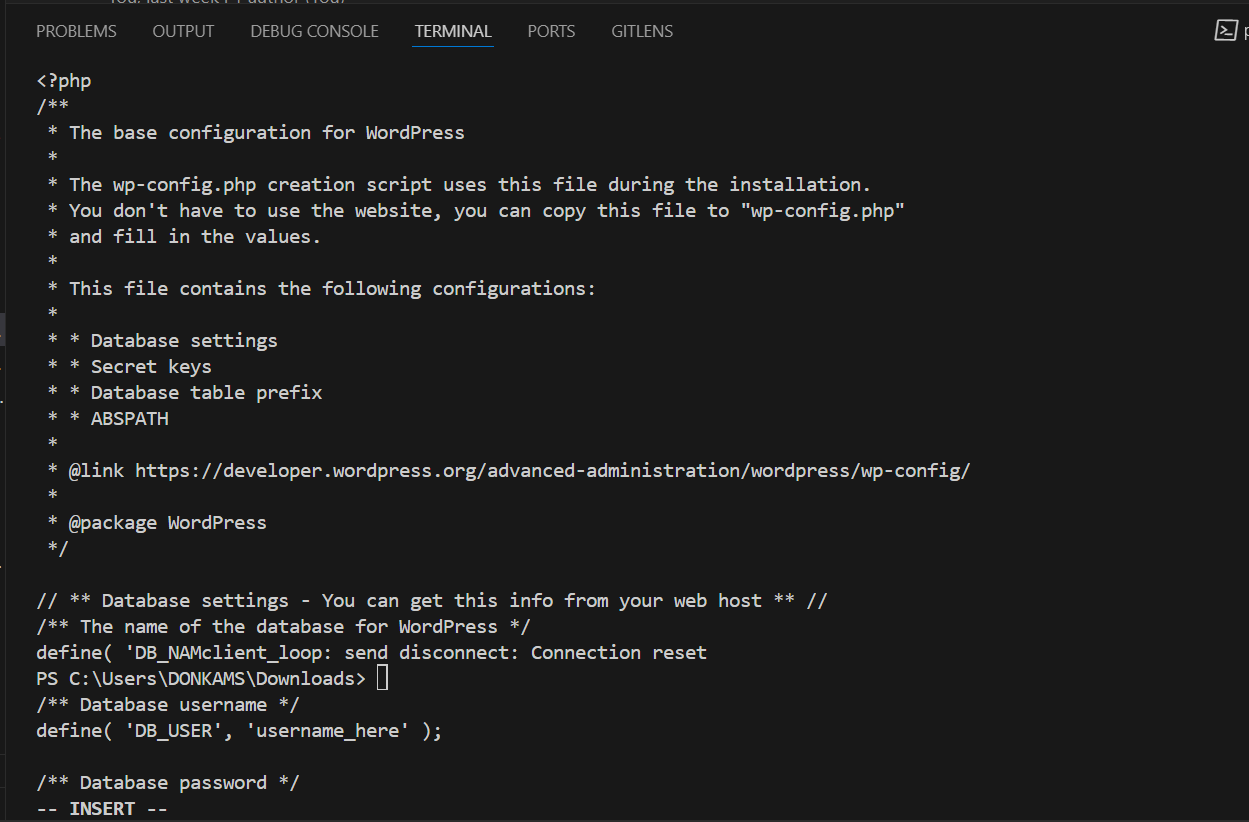 PROBLEMS OUTPUT DEBUG CONSOLE TERMINAL PORTS GITLENS
<?php
/**
 * The base configuration for WordPress
 *
 * The wp-config.php creation script uses this file during the installation.
 * You don't have to use the website, you can copy this file to "wp-config.php"
 * and fill in the values.
 *
 * This file contains the following configurations:
 *
 * * Database settings
 * * Secret keys
 * * Database table prefix
 * * ABSPATH
 *
 * @link https://developer.wordpress.org/advanced-administration/wordpress/wp-config/
 *
 * @package WordPress
 */
// ** Database settings - You can get this info from your web host ** //
/** The name of the database for WordPress */
define( 'DB_NAMclient_loop: send disconnect: Connection reset
PS C:\Users\DONKAMS\Downloads>
/** Database username */
define( 'DB_USER', 'username_here' );
/** Database password */
-- INSERT --